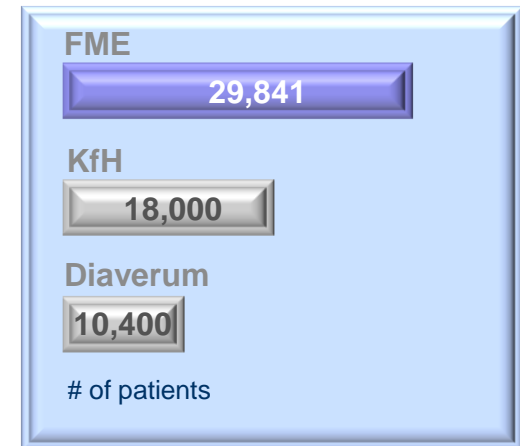 FME
29,841
KfH
18,000
Diaverum
10,400
# of patients